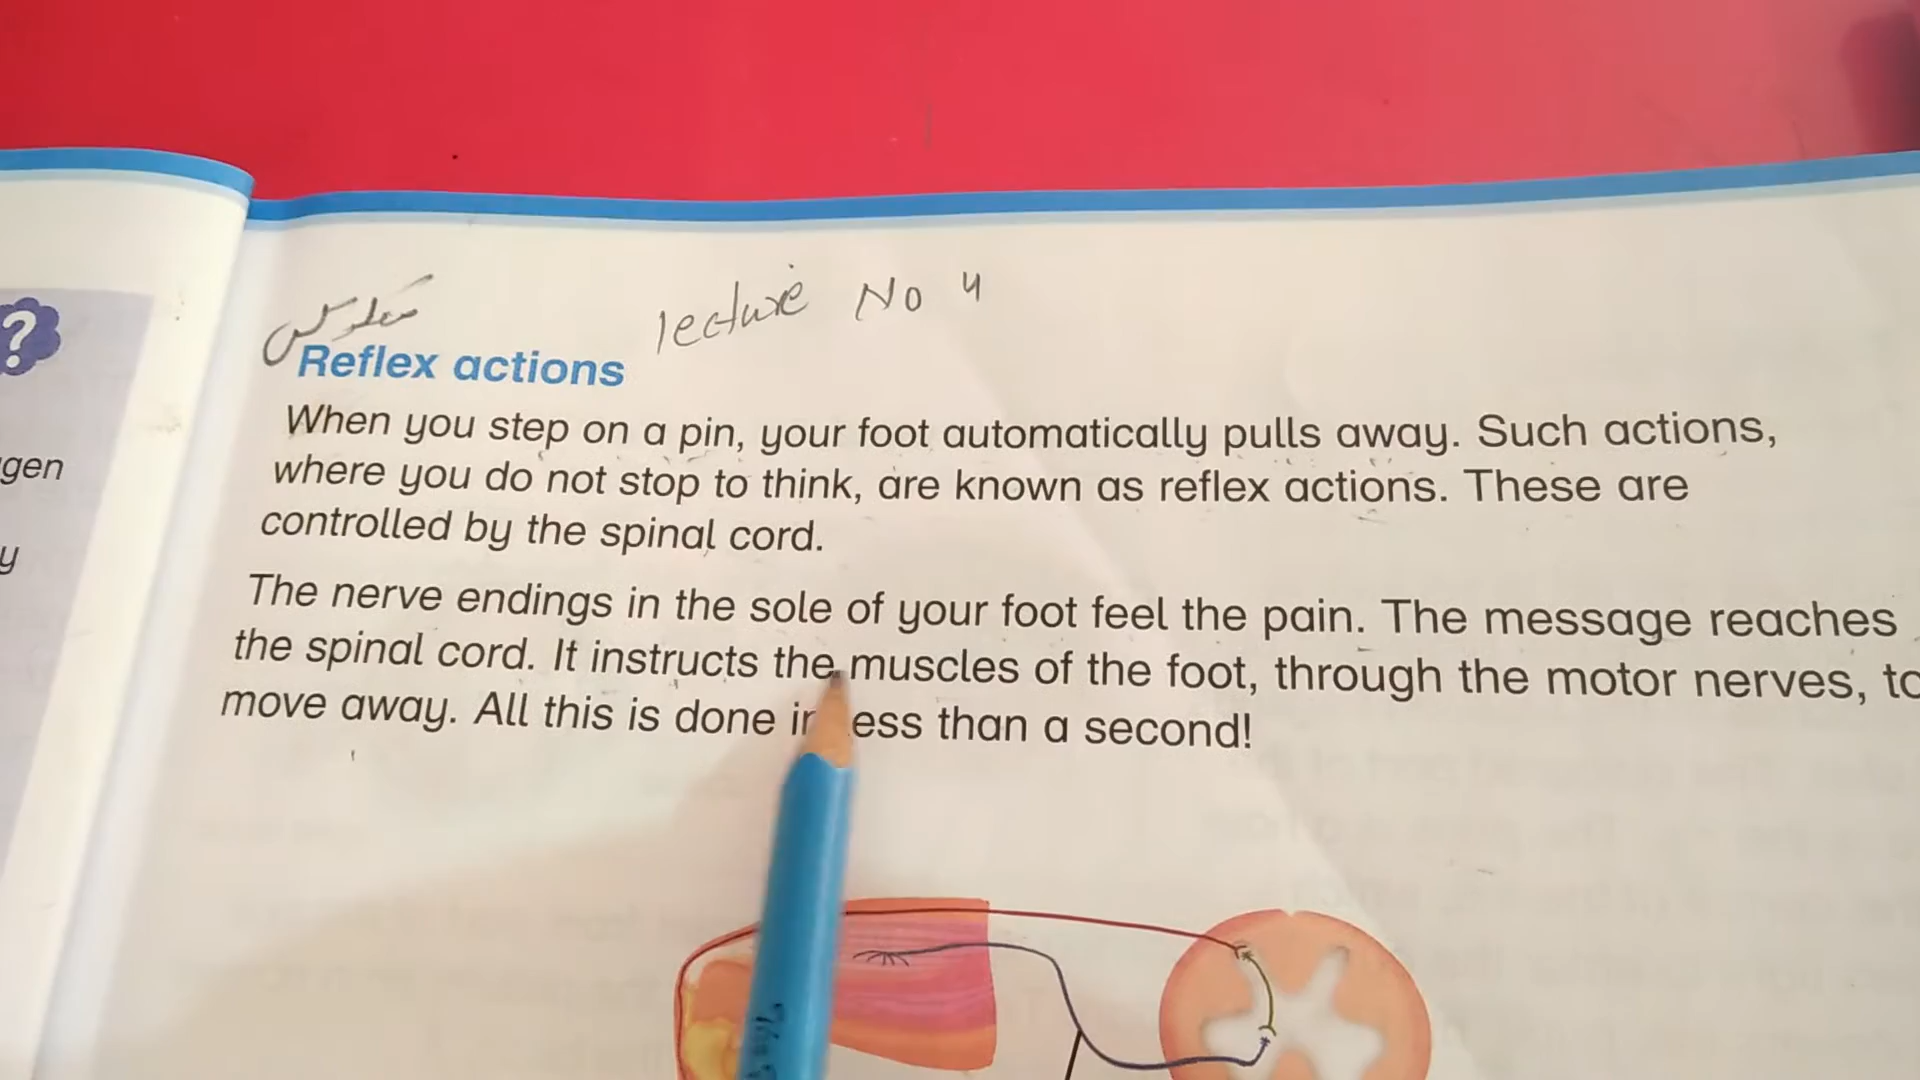 lecture No 4
Reflex actions
When you step on a pin, your foot automatically pulls away. Such actions,
where you do not stop to think, are known as reflex actions. These are
controlled by the spinal cord.
The nerve endings in the sole of your foot feel the pain. The message reaches
the spinal cord. It instructs the muscles of the foot, through the motor nerves, to
move away. All this is done in less than a second!
?
gen
y